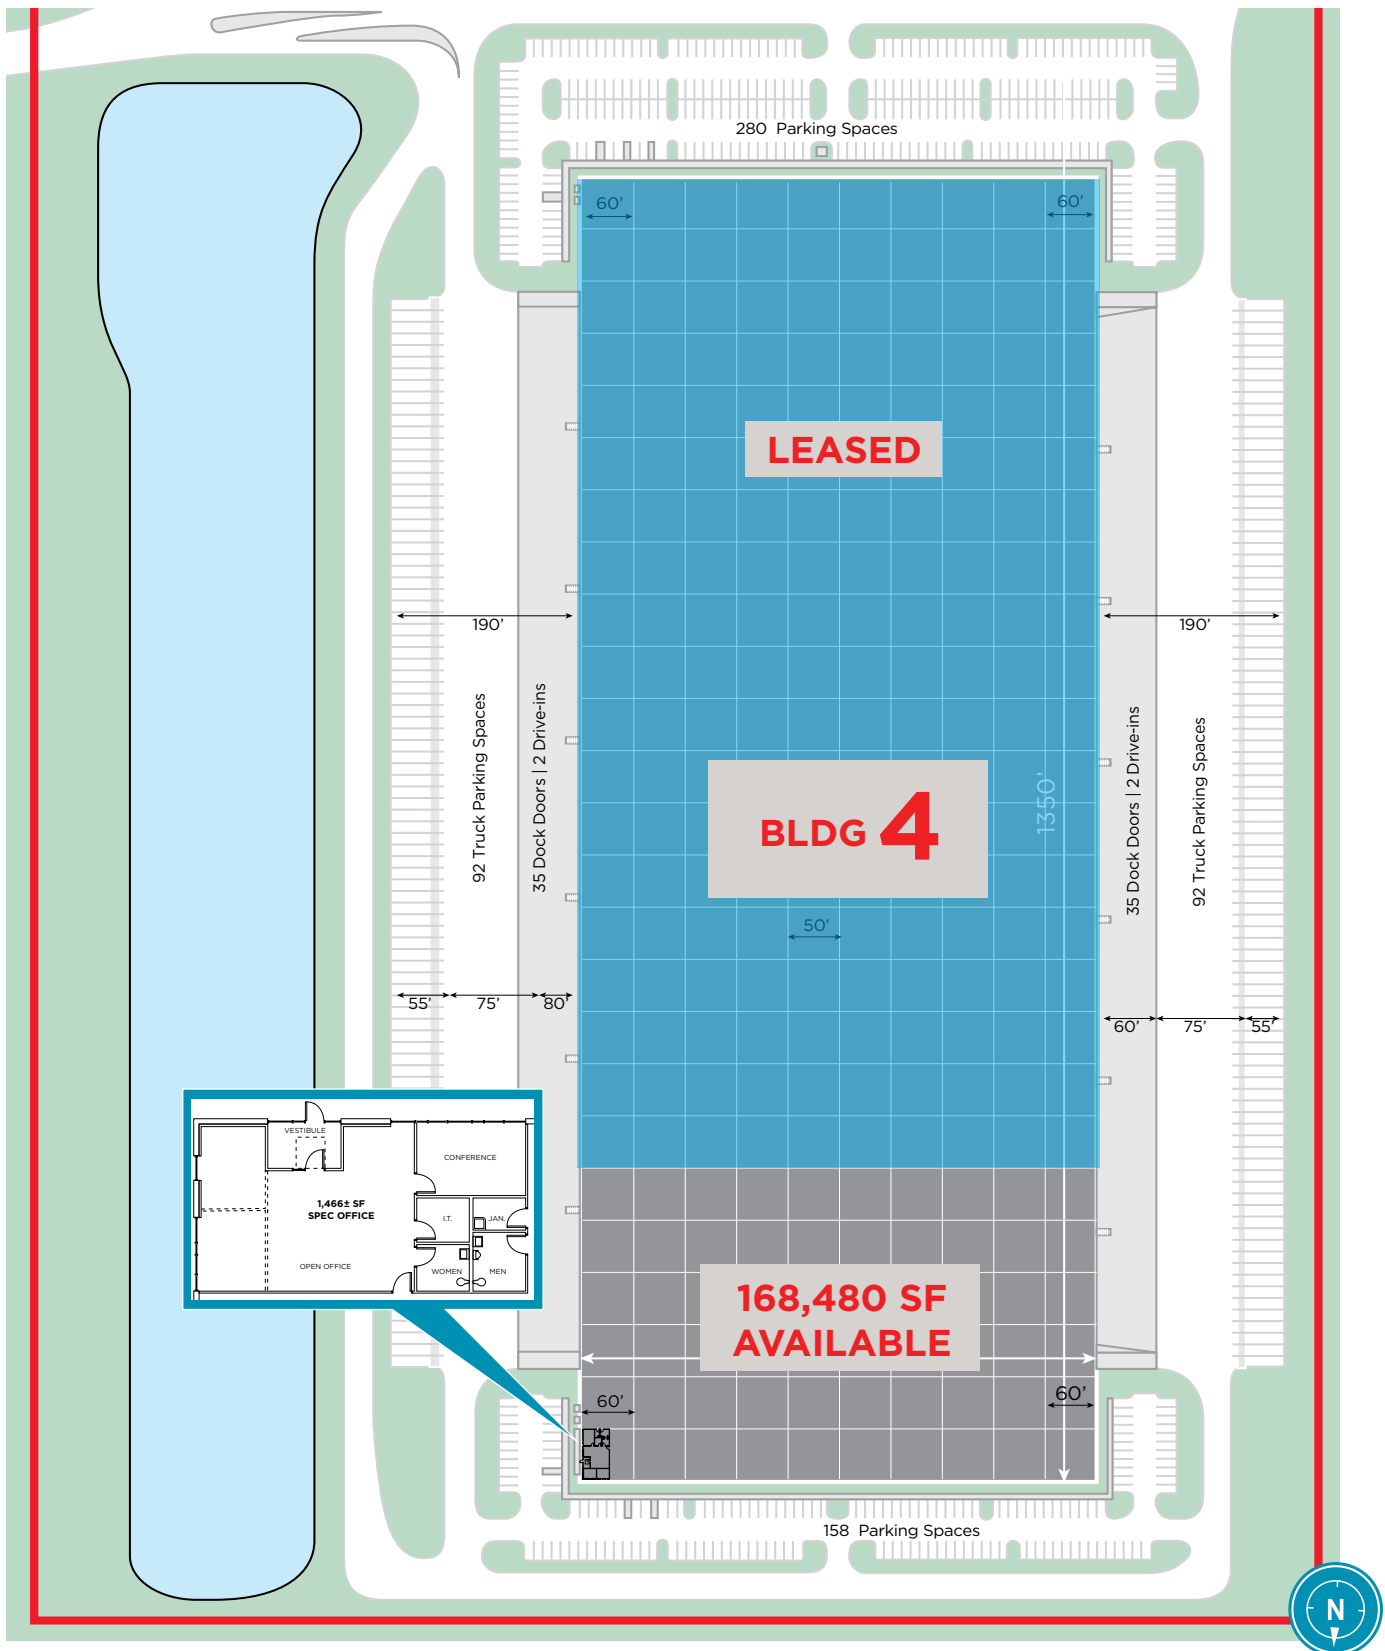 280 Parking Spaces
60'
60'
LEASED
190'
190'
92 Truck Parking Spaces
35 Dock Doors | 2 Drive-ins
BLDG 4
1350'
35 Dock Doors | 2 Drive-ins
92 Truck Parking Spaces
50'
55'
75'
80'
60'
75'
55'
VESTIBULE
CONFERENCE
1,466± SF
SPEC OFFICE
I.T.
JAN.
OPEN OFFICE
WOMEN
MEN
168,480 SF
AVAILABLE
60'
60'
158 Parking Spaces
N